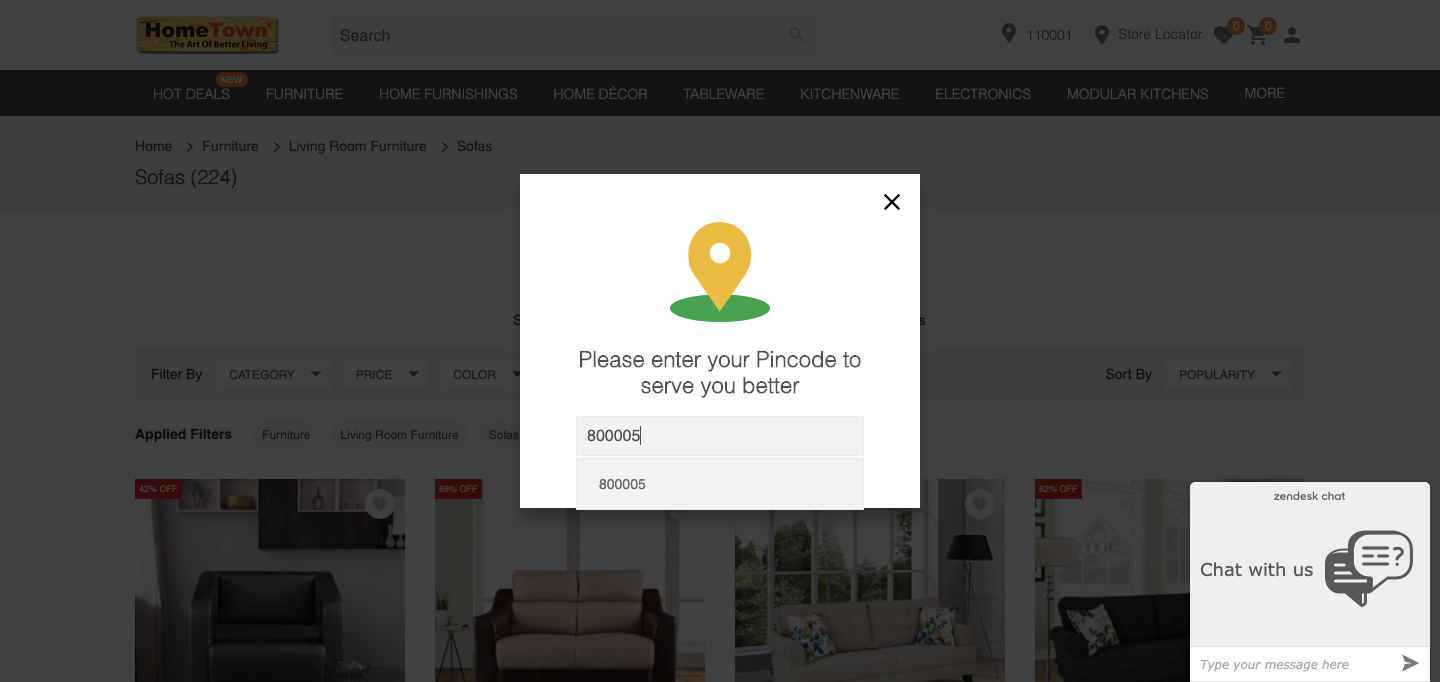 HomeTown
The Art Of Better Living
Search
110001
Store Locator
0
0
NEW
HOT DEALS
FURNITURE
HOME FURNISHINGS
HOME DÉCOR
TABLEWARE
KITCHENWARE
ELECTRONICS
MODULAR KITCHENS
MORE
Home > Furniture > Living Room Furniture > Sofas
Sofas (224)
Please enter your Pincode to
serve you better
800005
800005
Filter By
CATEGORY
PRICE
COLOR
Sort By
POPULARITY
Applied Filters
Furniture
Living Room Furniture
Sofas
42% OFF
69% OFF
62% OFF
zendesk chat
Chat with us
?
Type your message here